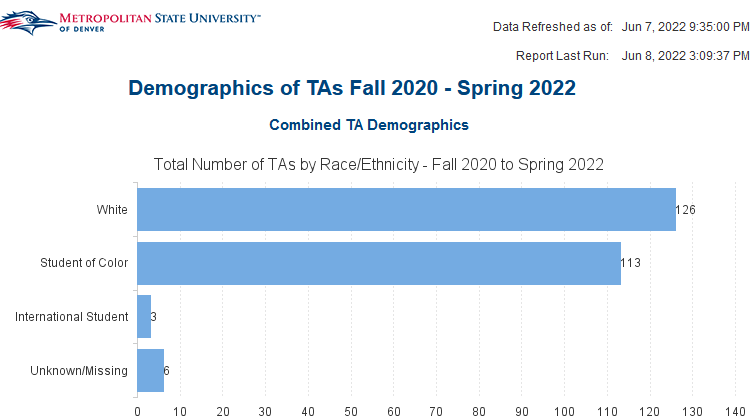 METROPOLITAN STATE UNIVERSITY™
OF DENVER
Data Refreshed as of: Jun 7, 2022 9:35:00 PM
Report Last Run: Jun 8, 2022 3:09:37 PM
Demographics of TAs Fall 2020 - Spring 2022
Combined TA Demographics
Total Number of TAs by Race/Ethnicity - Fall 2020 to Spring 2022
White 126
Student of Color 113
International Student 3
Unknown/Missing 6
0 10 20 30 40 50 60 70 80 90 100 110 120 130 140